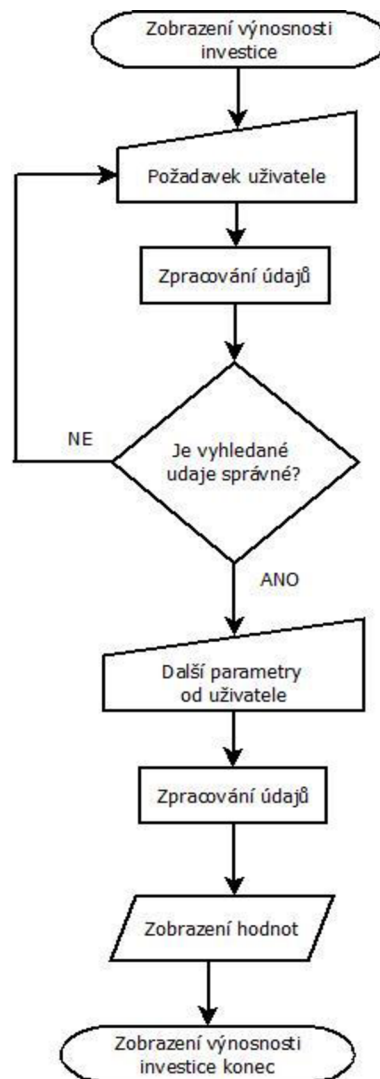 Zobrazení výnosnosti
investice
Požadavek uživatele
Zpracování údajů
NE
Je vyhledané
udaje správné?
ANO
Další parametry
od uživatele
Zpracování údajů
Zobrazení hodnot
Zobrazení výnosnosti
investice konec